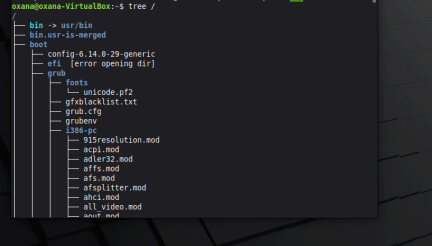 oxana@oxana-VirtualBox:~$ tree /
/
├── bin -> usr/bin
├── bin.usr-is-merged
├── boot
│   ├── config-6.14.0-29-generic
│   ├── efi  [error opening dir]
│   ├── grub
│   │   ├── fonts
│   │   │   └── unicode.pf2
│   │   ├── gfxblacklist.txt
│   │   ├── grub.cfg
│   │   ├── grubenv
│   │   ├── i386-pc
│   │   │   ├── 915resolution.mod
│   │   │   ├── acpi.mod
│   │   │   ├── adler32.mod
│   │   │   ├── affs.mod
│   │   │   ├── afs.mod
│   │   │   ├── afsplitter.mod
│   │   │   ├── ahci.mod
│   │   │   ├── all_video.mod
│   │   │   ├── aout.mod